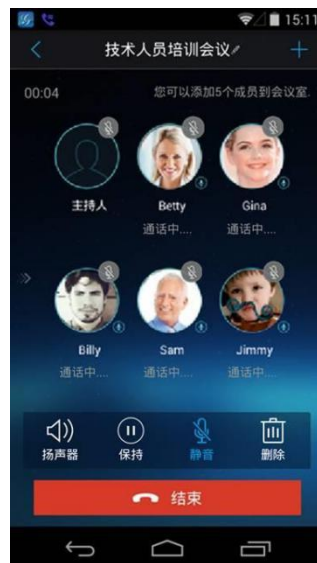 15:11
技术人员培训会议
00:04
您可以添加5个成员到会议室.
主持人
Betty
Gina
通话中....
通话中....
Billy
Sam
Jimmy
通话中....
通话中....
通话中....
扬声器
保持
静音
删除
结束